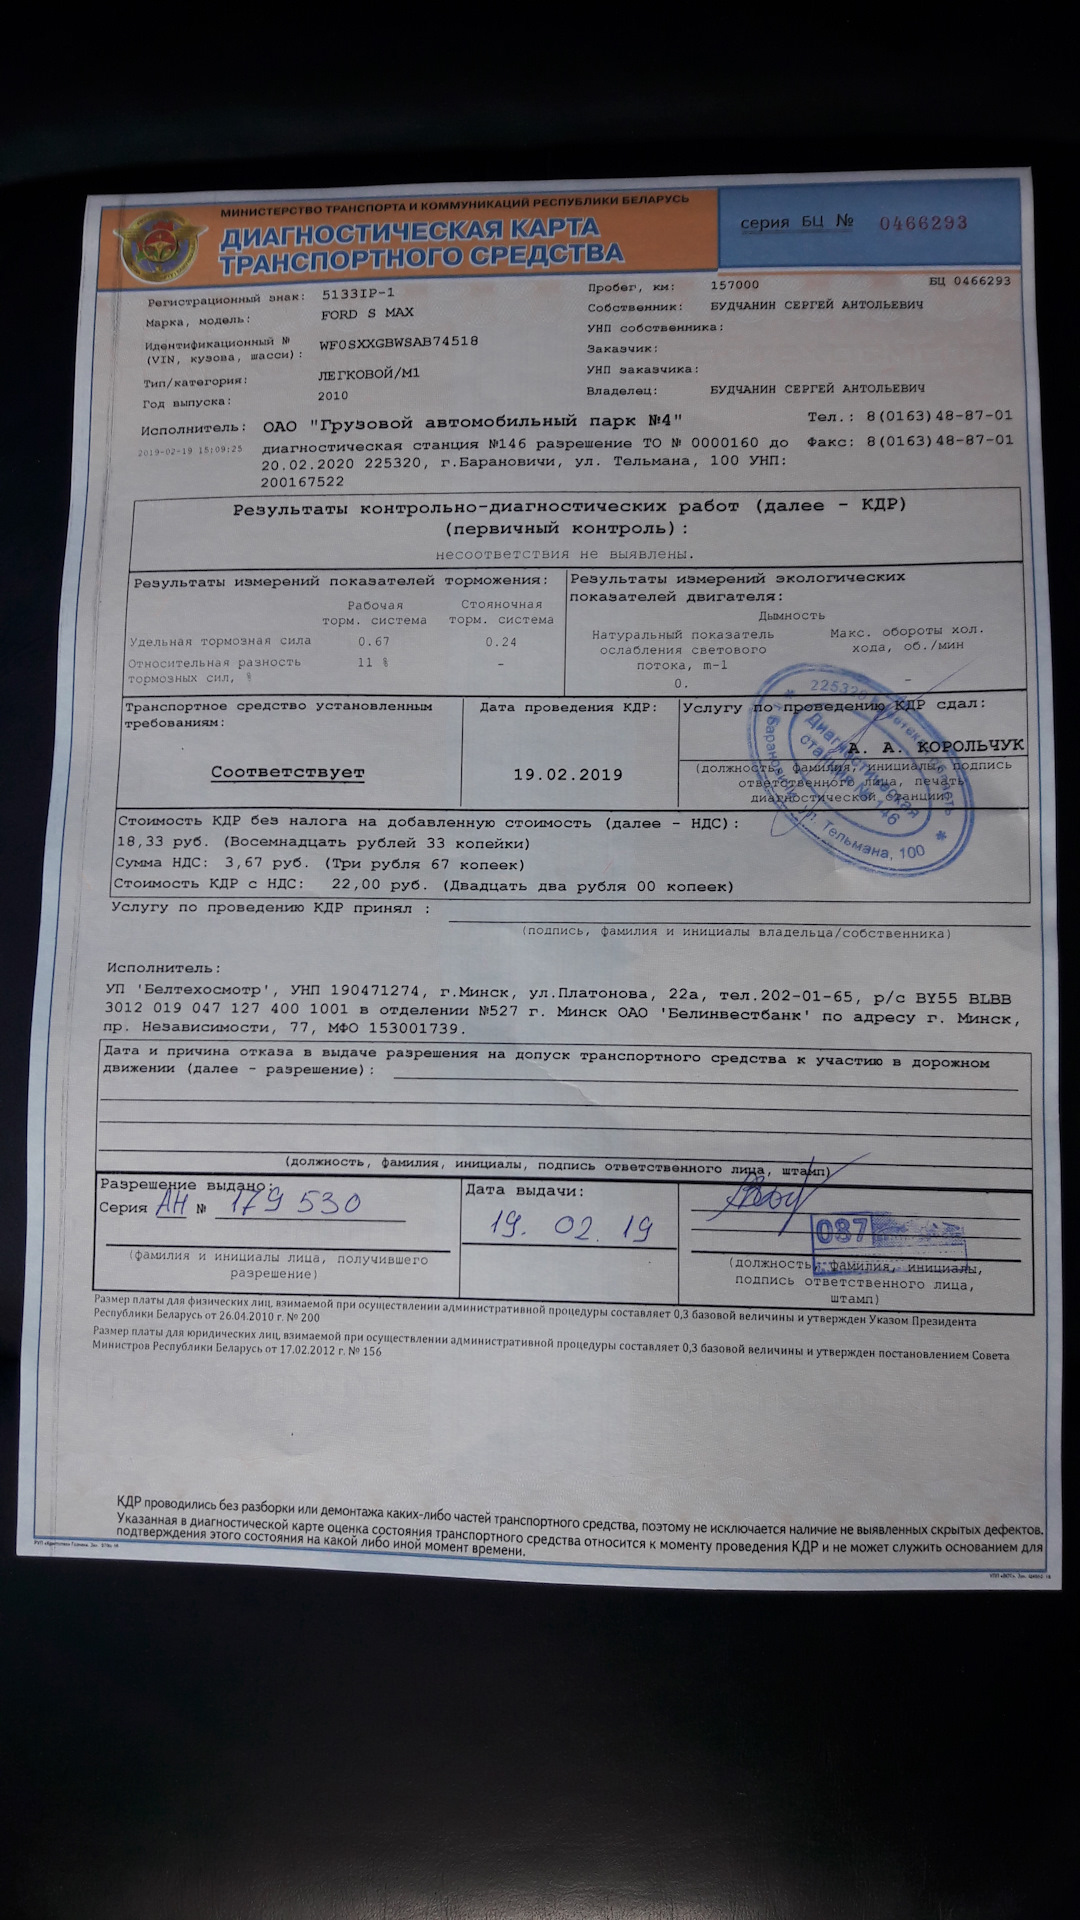 МИНИСТЕРСТВО ТРАНСПОРТА И КОММУНИКАЦИЙ РЕСПУБЛИКИ БЕЛАРУСЬ
ДИАГНОСТИЧЕСКАЯ КАРТА
ТРАНСПОРТНОГО СРЕДСТВА
серия БЦ № 0466293
БЦ 0466293
Регистрационный знак: 5133IP-1
Марка, модель: FORD S MAX
Идентификационный №
(VIN, кузова, шасси): WF0SXXGBWSAB74518
Тип/категория: ЛЕГКОВОЙ/M1
Год выпуска: 2010
Пробег, км: 157000
Собственник: БУДЧАНИН СЕРГЕЙ АНТОЛЬЕВИЧ
УНП собственника:
Заказчик:
УНП заказчика:
Владелец: БУДЧАНИН СЕРГЕЙ АНТОЛЬЕВИЧ
Исполнитель: ОАО "Грузовой автомобильный парк №4" Тел.: 8(0163)48-87-01
2019-02-19 15:09:25 диагностическая станция №146 разрешение ТО № 0000160 до Факс: 8(0163)48-87-01
20.02.2020 225320, г.Барановичи, ул. Тельмана, 100 УНП:
200167522
Результаты контрольно-диагностических работ (далее - КДР)
(первичный контроль):
несоответствия не выявлены.
Результаты измерений показателей торможения:
Рабочая торм. система
Стояночная торм. система
Удельная тормозная сила 0.67 0.24
Относительная разность
тормозных сил, % 11 % -
Результаты измерений экологических
показателей двигателя:
Дымность
Натуральный показатель
ослабления светового
потока, m-1
0.
Макс. обороты хол.
хода, об./мин
-
Транспортное средство установленным
требованиям:
Соответствует
Дата проведения КДР:
19.02.2019
Услугу по проведению КДР сдал:
А. А. КОРОЛЬЧУК
(должность, фамилия, инициалы, подпись
ответственного лица, печать
диагностической станции)
Диагностическая
станция № 146
ул. Тельмана, 100
Стоимость КДР без налога на добавленную стоимость (далее - НДС):
18,33 руб. (Восемнадцать рублей 33 копейки)
Сумма НДС: 3,67 руб. (Три рубля 67 копеек)
Стоимость КДР с НДС: 22,00 руб. (Двадцать два рубля 00 копеек)
Услугу по проведению КДР принял :
(подпись, фамилия и инициалы владельца/собственника)
Исполнитель:
УП 'Белтехосмотр', УНП 190471274, г.Минск, ул.Платонова, 22а, тел.202-01-65, р/с BY55 BLBB
3012 019 047 127 400 1001 в отделении №527 г. Минск ОАО 'Белинвестбанк' по адресу г. Минск,
пр. Независимости, 77, МФО 153001739.
Дата и причина отказа в выдаче разрешения на допуск транспортного средства к участию в дорожном
движении (далее - разрешение):
(должность, фамилия, инициалы, подпись ответственного лица, штамп)
Разрешение выдано:
Серия АН № 179 530
(фамилия и инициалы лица, получившего
разрешение)
Дата выдачи:
19. 02. 19
087
(должность, фамилия, инициалы,
подпись ответственного лица,
штамп)
Размер платы для физических лиц, взимаемой при осуществлении административной процедуры составляет 0,3 базовой величины и утвержден Указом Президента
Республики Беларусь от 26.04.2010 г. № 200
Размер платы для юридических лиц, взимаемой при осуществлении административной процедуры составляет 0,3 базовой величины и утвержден постановлением Совета
Министров Республики Беларусь от 17.02.2012 г. № 156
КДР проводились без разборки или демонтажа каких-либо частей транспортного средства, поэтому не исключается наличие не выявленных скрытых дефектов.
Указанная в диагностической карте оценка состояния транспортного средства относится к моменту проведения КДР и не может служить основанием для
подтверждения этого состояния на какой либо иной момент времени.